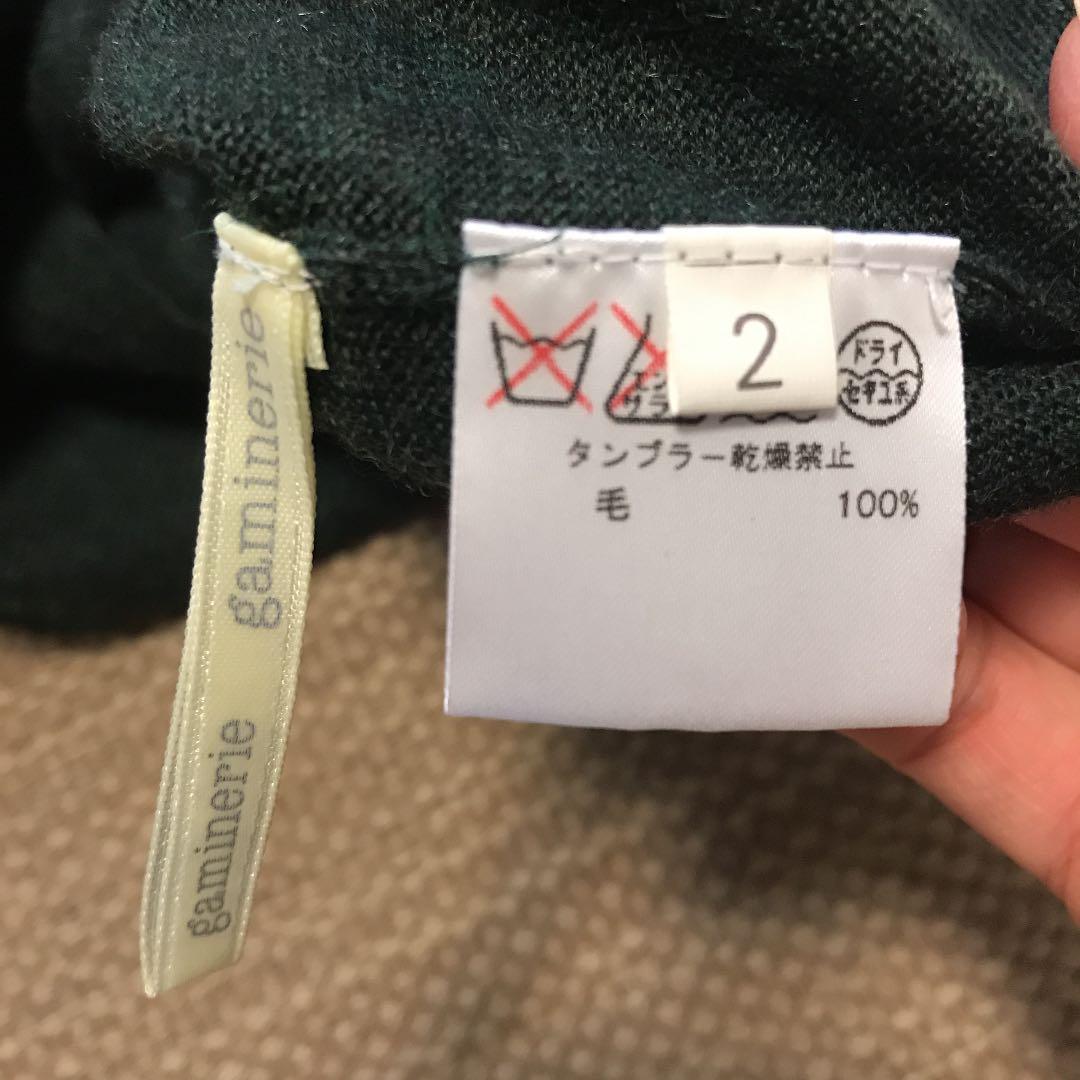 gaminerie
gaminerie
2
ドライ
セキユ系
タンブラー乾燥禁止
毛 100%